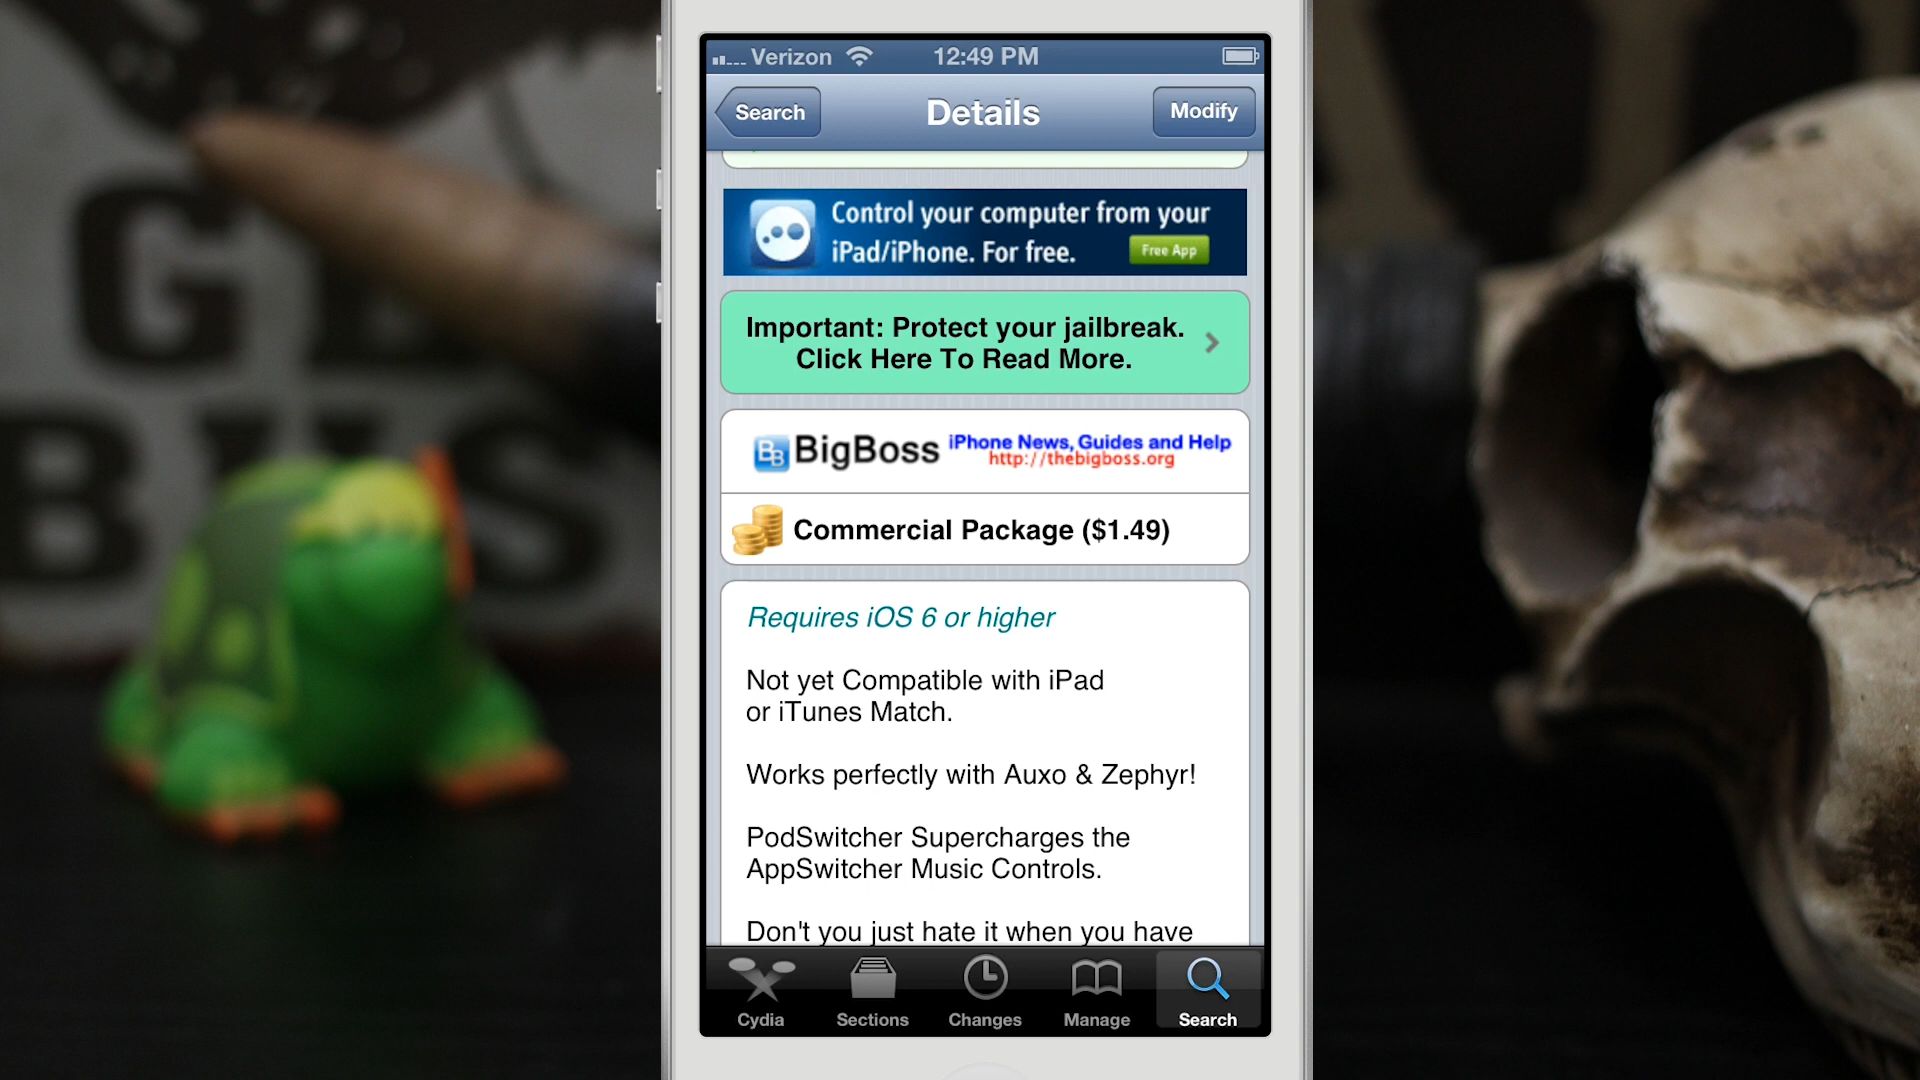 Verizon 12:49 PM
Search Details Modify
Control your computer from your
iPad/iPhone. For free. Free App
Important: Protect your jailbreak.
Click Here To Read More.
BB BigBoss iPhone News, Guides and Help
http://thebigboss.org
Commercial Package ($1.49)
Requires iOS 6 or higher
Not yet Compatible with iPad
or iTunes Match.
Works perfectly with Auxo & Zephyr!
PodSwitcher Supercharges the
AppSwitcher Music Controls.
Don't you just hate it when you have
Cydia Sections Changes Manage Search